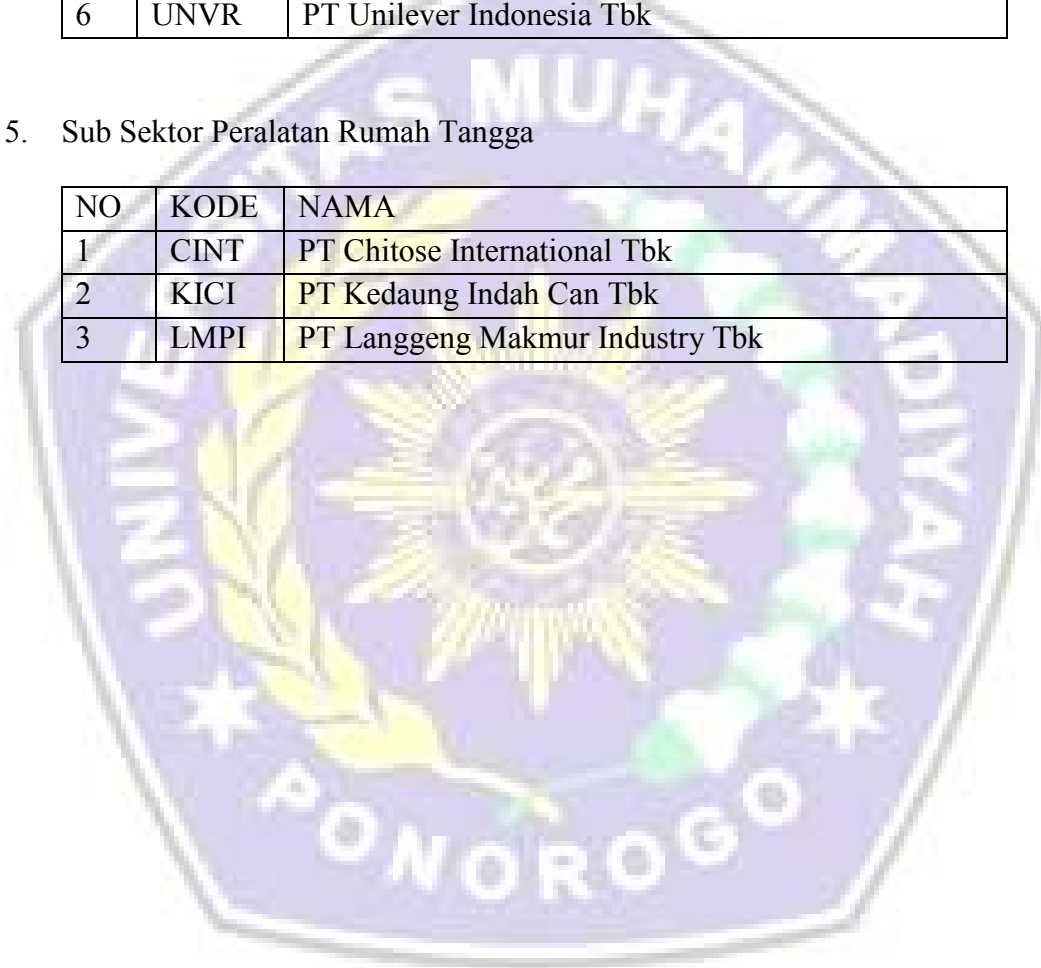 6 UNVR PT Unilever Indonesia Tbk
5. Sub Sektor Peralatan Rumah Tangga
NO KODE NAMA
1 CINT PT Chitose International Tbk
2 KICI PT Kedaung Indah Can Tbk
3 LMPI PT Langgeng Makmur Industry Tbk
UNIVERSITAS MUHAMMADIYAH
PONOROGO